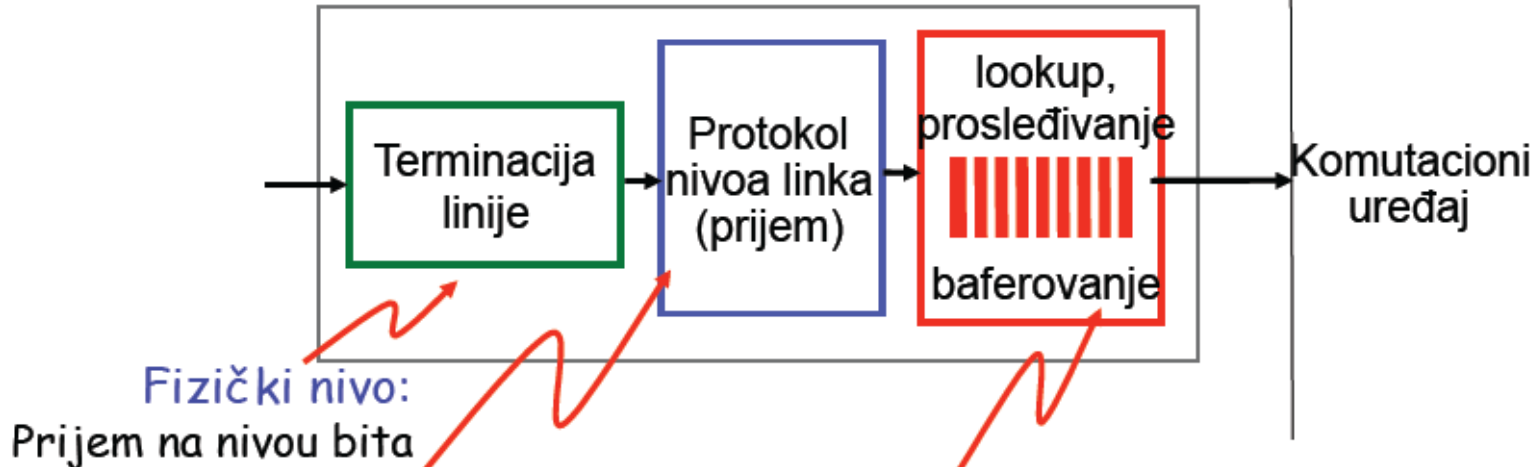 Terminacija
linije
Protokol
nivoa linka
(prijem)
lookup,
prosleđivanje
baferovanje
Komutacioni
uređaj
Fizički nivo:
Prijem na nivou bita